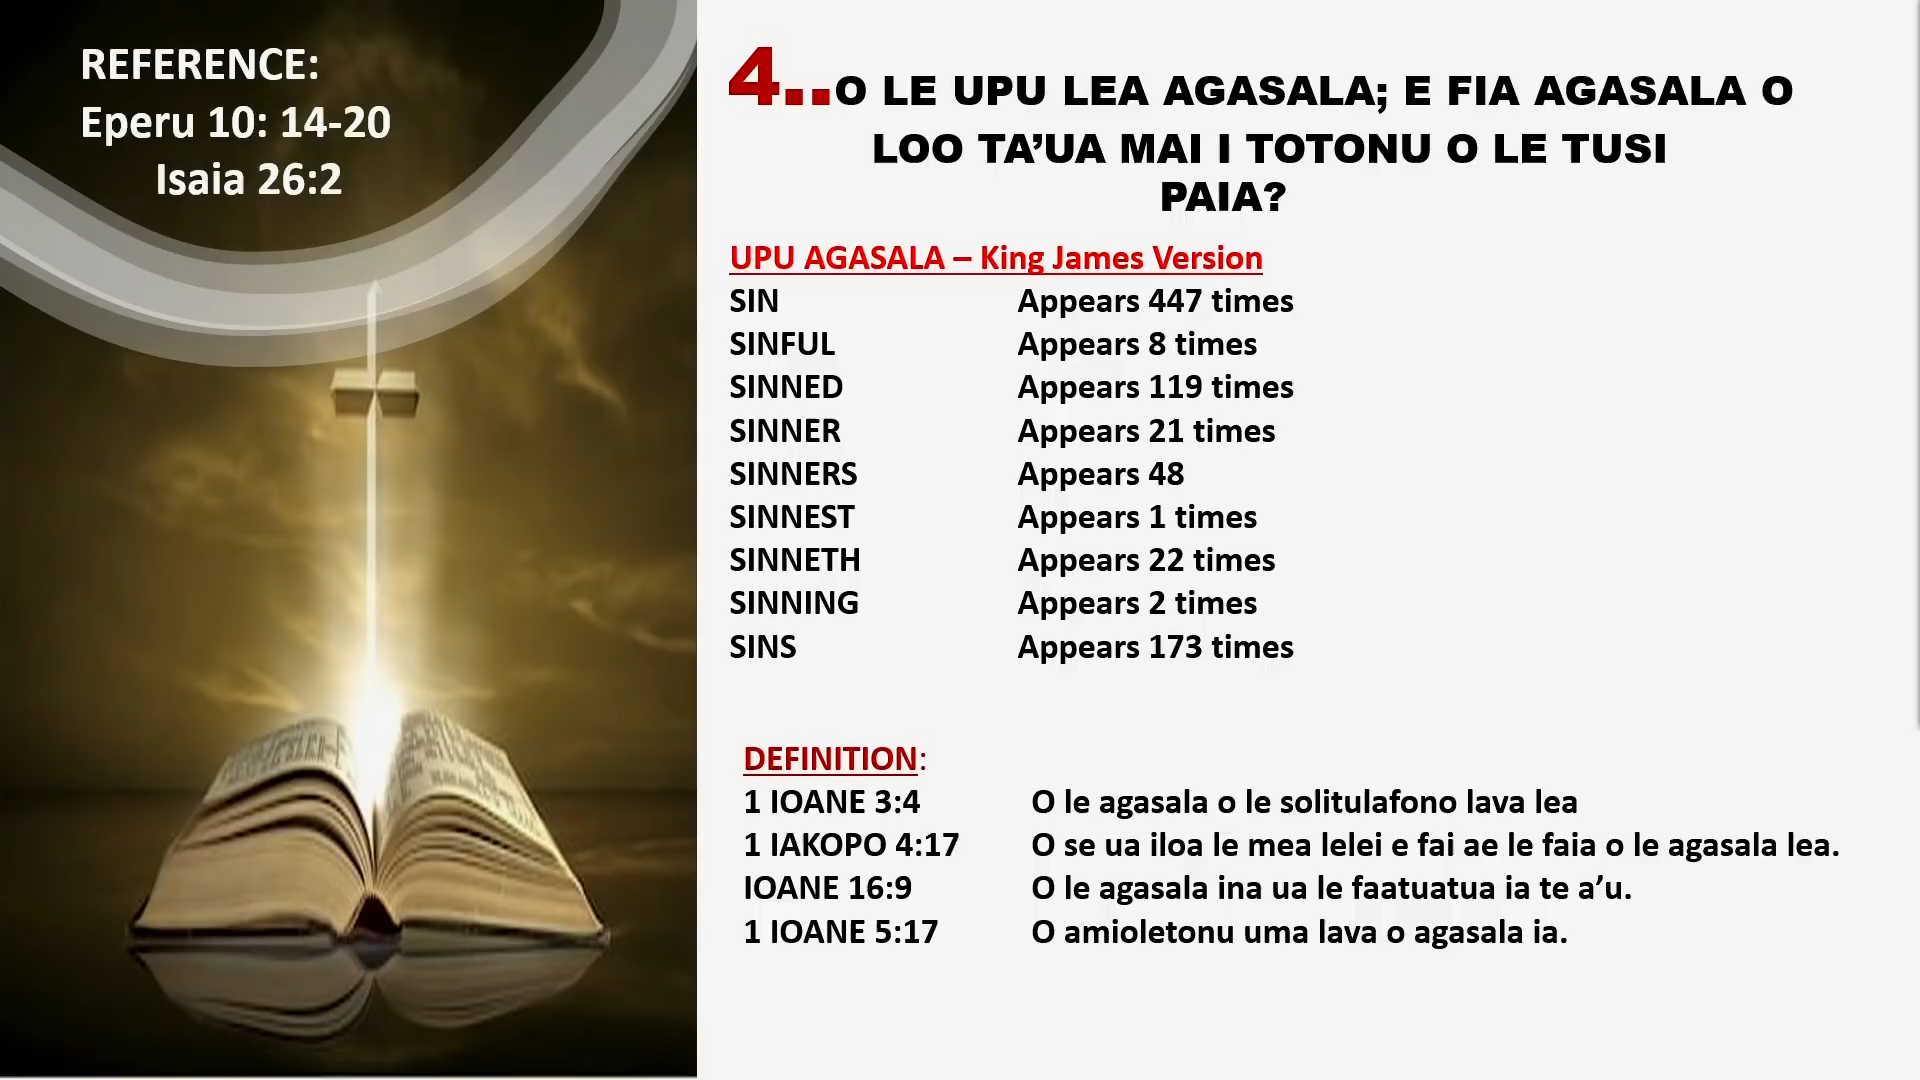 REFERENCE:
Eperu 10: 14-20
Isaia 26:2
4..O LE UPU LEA AGASALA; E FIA AGASALA O
LOO TA’UA MAI I TOTONU O LE TUSI
PAIA?
UPU AGASALA – King James Version
SIN Appears 447 times
SINFUL Appears 8 times
SINNED Appears 119 times
SINNER Appears 21 times
SINNERS Appears 48
SINNEST Appears 1 times
SINNETH Appears 22 times
SINNING Appears 2 times
SINS Appears 173 times
DEFINITION:
1 IOANE 3:4 O le agasala o le solitulafono lava lea
1 IAKOPO 4:17 O se ua iloa le mea lelei e fai ae le faia o le agasala lea.
IOANE 16:9 O le agasala ina ua le faatuatua ia te a’u.
1 IOANE 5:17 O amioletonu uma lava o agasala ia.